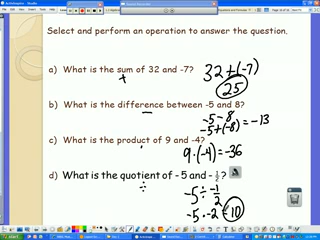 Select and perform an operation to answer the question.
a) What is the sum of 32 and -7?
+
32 + (-7)
25
b) What is the difference between -5 and 8?
-
-5 - 8
-5 + (-8) = -13
c) What is the product of 9 and -4?
·
9 · (-4) = -36
d) What is the quotient of - 5 and - ½?
÷
-5 ÷ -1/2
-5 · -2 = 10